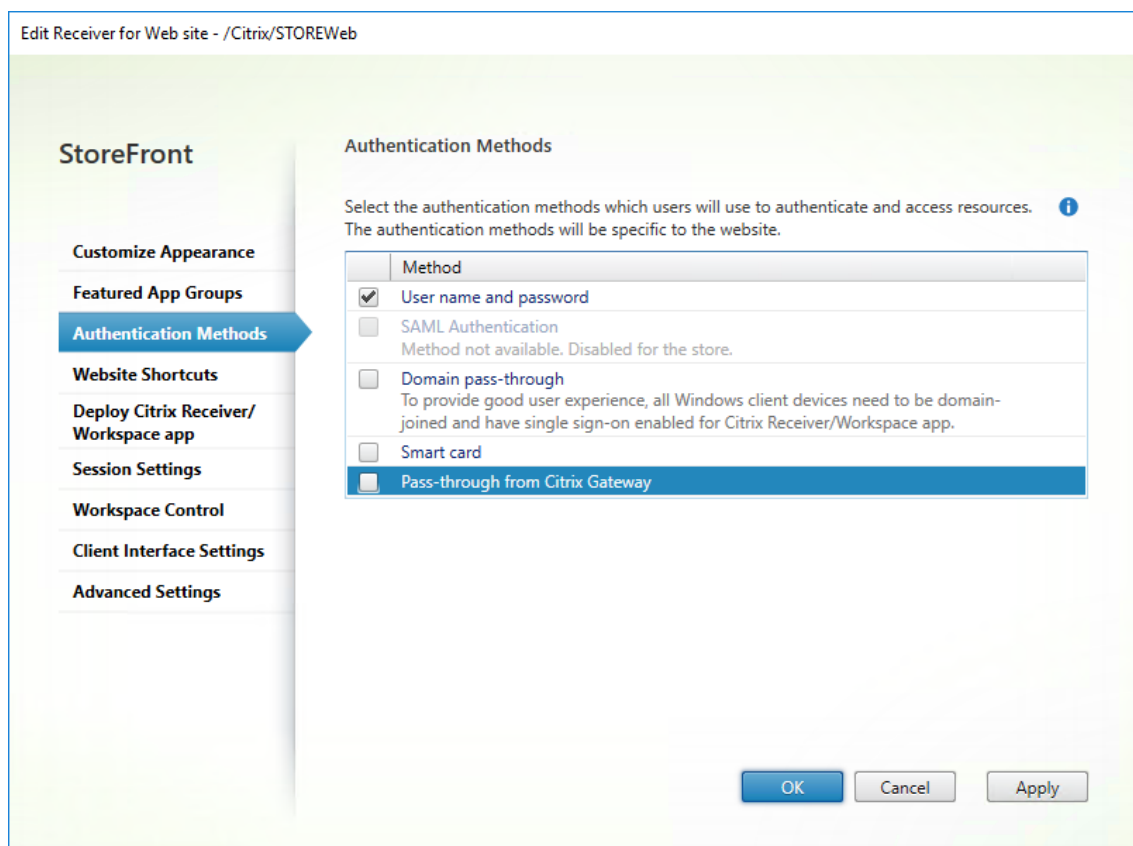 Edit Receiver for Web site - /Citrix/STOREWeb
StoreFront
Customize Appearance
Featured App Groups
Authentication Methods
Website Shortcuts
Deploy Citrix Receiver/
Workspace app
Session Settings
Workspace Control
Client Interface Settings
Advanced Settings
Authentication Methods
Select the authentication methods which users will use to authenticate and access resources.
The authentication methods will be specific to the website.
Method
User name and password
SAML Authentication
Method not available. Disabled for the store.
Domain pass-through
To provide good user experience, all Windows client devices need to be domain-
joined and have single sign-on enabled for Citrix Receiver/Workspace app.
Smart card
Pass-through from Citrix Gateway
OK
Cancel
Apply